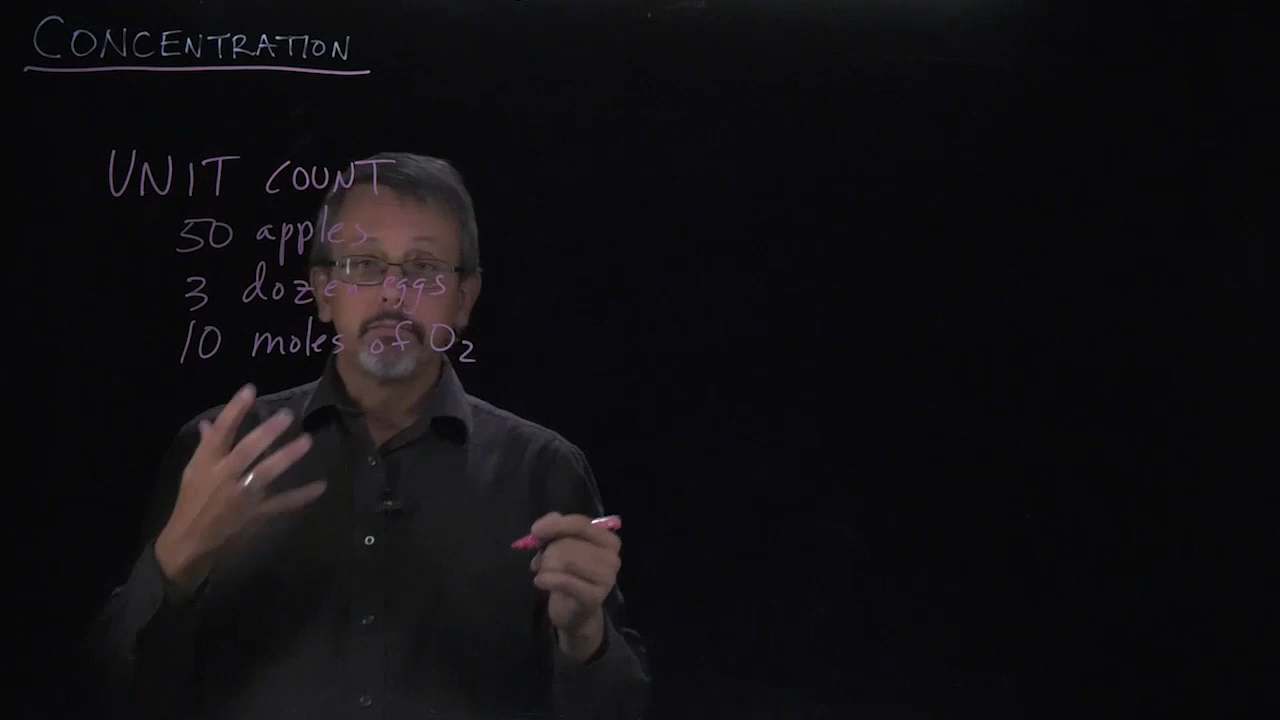 CONCENTRATION
UNIT COUNT
50 apples
3 dozen eggs
10 moles of O2